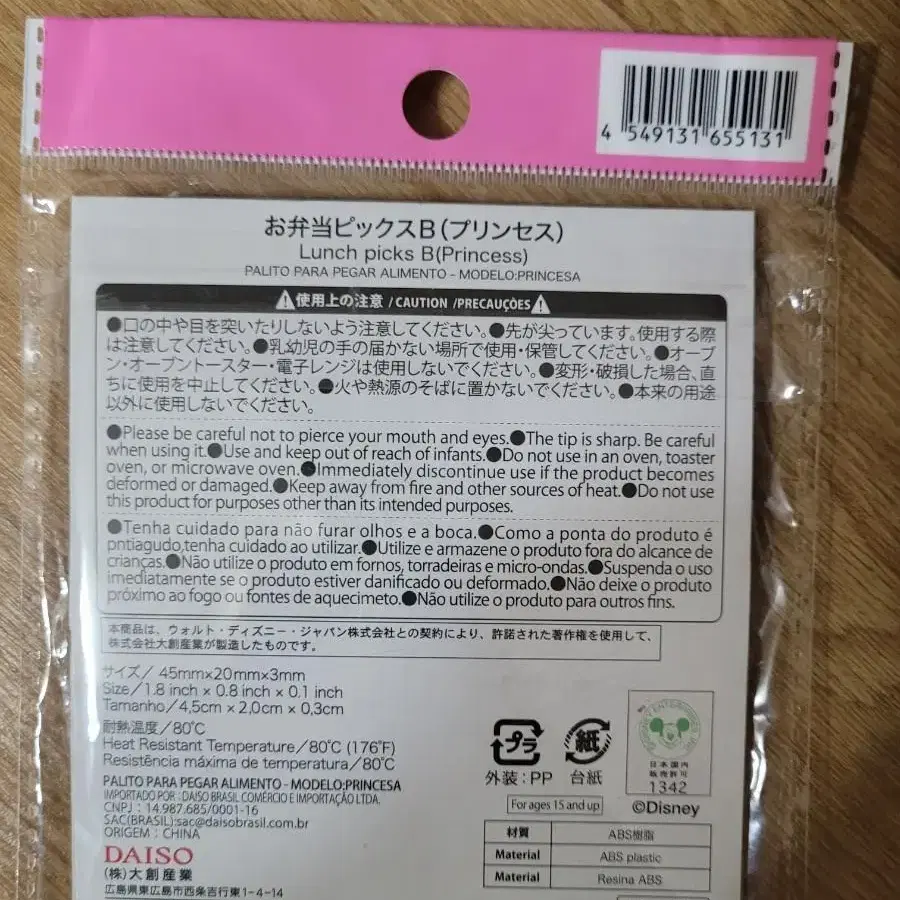 4 549131 655131
お弁当ピックスB(プリンセス)
Lunch picks B(Princess)
PALITO PARA PEGAR ALIMENTO - MODELO:PRINCESA
使用上の注意 / CAUTION /PRECAUÇÕES
●口の中や目を突いたりしないよう注意してください。●先が尖っています。使用する際
は注意してください。●乳幼児の手の届かない場所で使用・保管してください。●オーブ
ン・オーブントースター・電子レンジは使用しないでください。●変形・破損した場合、直
ちに使用を中止してください。●火や熱源のそばに置かないでください。●本来の用途
以外に使用しないでください。
●Please be careful not to pierce your mouth and eyes.●The tip is sharp. Be careful
when using it.●Use and keep out of reach of infants.●Do not use in an oven, toaster
oven, or microwave oven.●Immediately discontinue use if the product becomes
deformed or damaged.●Keep away from fire and other sources of heat.●Do not use
this product for purposes other than its intended purposes.
●Tenha cuidado para não furar olhos e a boca.●Como a ponta do produto é
pntiagudo,tenha cuidado ao utilizar.●Utilize e armazene o produto fora do alcance de
crianças.●Não utilize o produto em fornos, torradeiras e micro-ondas.●Suspenda o uso
imediatamente se o produto estiver danificado ou deformado.●Não deixe o produto
próximo ao fogo ou fontes de aquecimeto.●Não utilize o produto para outros fins.
本商品は、ウォルト・ディズニー・ジャパン株式会社との契約により、許諾された著作権を使用して、
株式会社大創産業が製造したものです。
サイズ/ 45mm×20mm×3mm
Size/1.8 inch × 0.8 inch × 0.1 inch
Tamanho/4,5cm × 2,0cm × 0,3cm
耐熱温度/80℃
Heat Resistant Temperature/80℃ (176℉)
Resistência máxima de temperatura/80℃
PALITO PARA PEGAR ALIMENTO - MODELO:PRINCESA
IMPORTADO POR : DAISO BRASIL COMÉRCIO E IMPORTAÇÃO LTDA.
CNPJ : 14.987.685/0001-16
SAC(BRASIL):sac@daisobrasil.com.br
ORIGEM : CHINA
DAISO
(株)大創産業
広島県東広島市西条吉行東1-4-14
プラ
外装:PP
紙
台紙
日本国内
販売許可
1342
For ages 15 and up
©Disney
材質 ABS樹脂
Material ABS plastic
Material Resina ABS